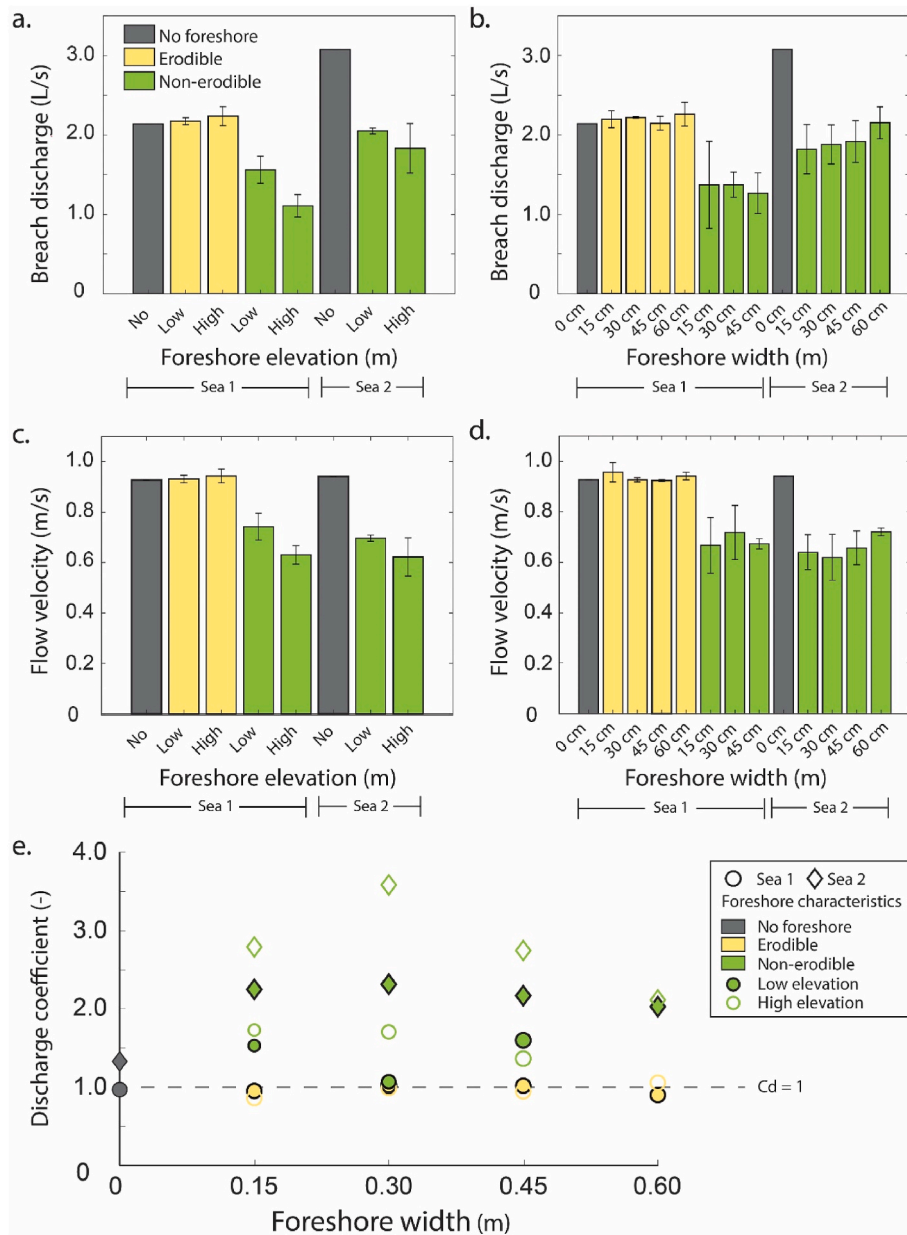 a.
No foreshore
Erodible
Non-erodible
Breach discharge (L/s)
3.0
2.0
1.0
0
No
Low
High
Low
High
No
Low
High
Foreshore elevation (m)
Sea 1
Sea 2
b.
Breach discharge (L/s)
3.0
2.0
1.0
0
0 cm
15 cm
30 cm
45 cm
60 cm
15 cm
30 cm
45 cm
0 cm
15 cm
30 cm
45 cm
60 cm
Foreshore width (m)
Sea 1
Sea 2
c.
Flow velocity (m/s)
1.0
0.8
0.6
0.4
0.2
0
No
Low
High
Low
High
No
Low
High
Foreshore elevation (m)
Sea 1
Sea 2
d.
Flow velocity (m/s)
1.0
0.8
0.6
0.4
0.2
0
0 cm
15 cm
30 cm
45 cm
60 cm
15 cm
30 cm
45 cm
0 cm
15 cm
30 cm
45 cm
60 cm
Foreshore width (m)
Sea 1
Sea 2
e.
Discharge coefficient (-)
4.0
3.0
2.0
1.0
0
Cd = 1
0
0.15
0.30
0.45
0.60
Foreshore width (m)
Sea 1 Sea 2
Foreshore characteristics
No foreshore
Erodible
Non-erodible
Low elevation
High elevation